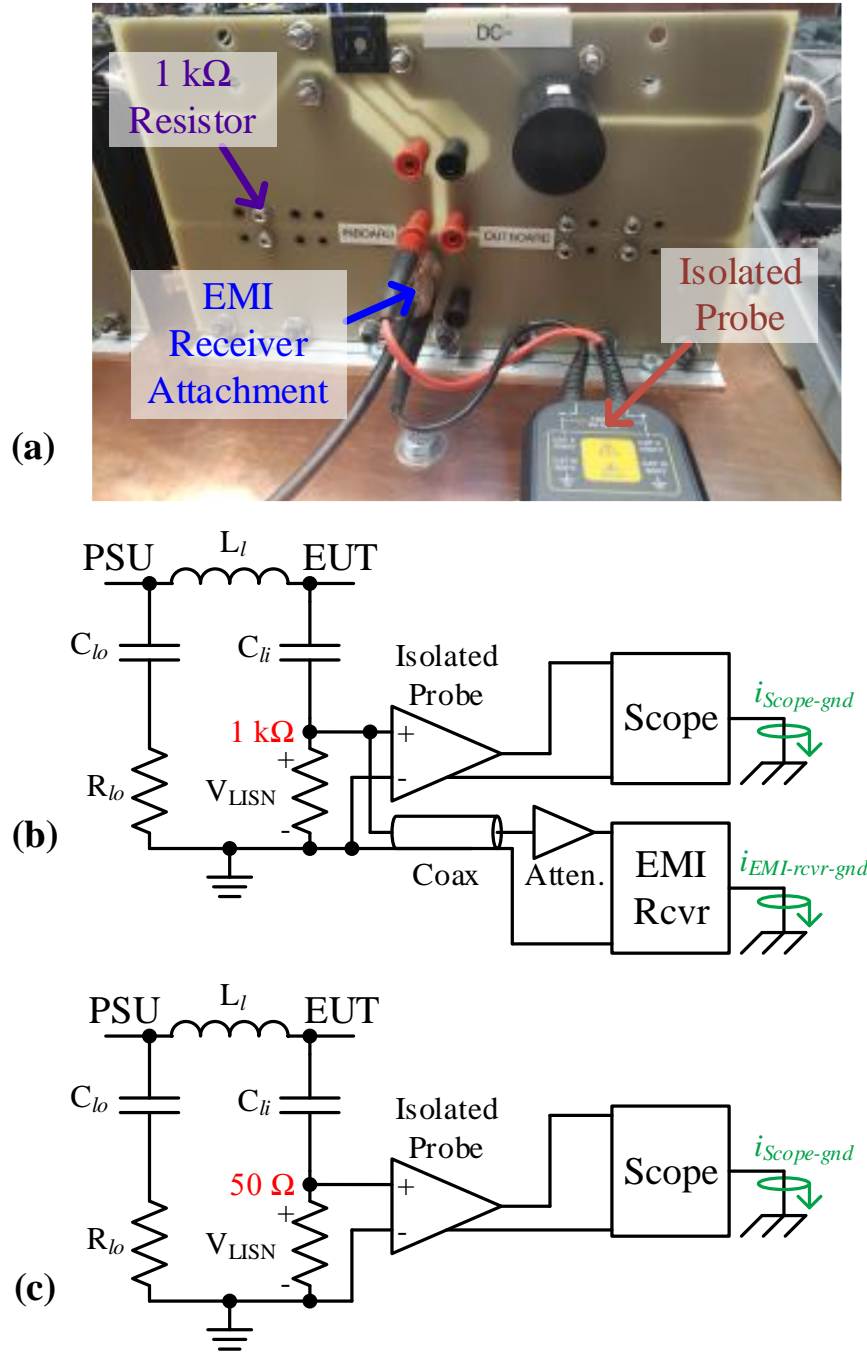 DC-
1 kΩ
Resistor
INBOARD
OUTBOARD
Isolated
Probe
EMI
Receiver
Attachment
(a)
PSU
L_l
EUT
C_lo
C_li
Isolated
Probe
i_Scope-gnd
Scope
1 kΩ
+
+
-
R_lo
V_LISN
-
(b)
Coax
Atten.
EMI
Rcvr
i_EMI-rcvr-gnd
PSU
L_l
EUT
C_lo
C_li
Isolated
Probe
i_Scope-gnd
Scope
50 Ω
+
+
-
R_lo
V_LISN
-
(c)